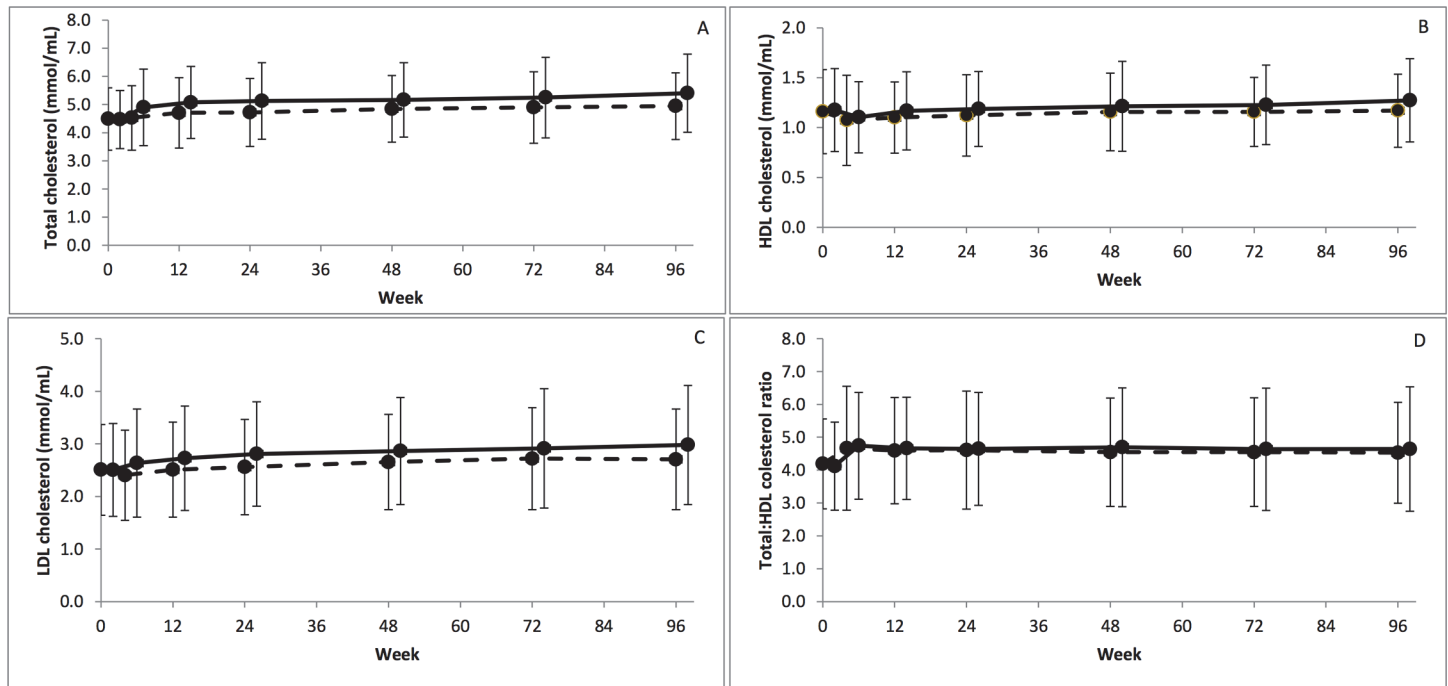 A
Total cholesterol (mmol/mL)
8.0
7.0
6.0
5.0
4.0
3.0
2.0
1.0
0.0
0 12 24 36 48 60 72 84 96
Week
B
HDL cholesterol (mmo/mL)
2.0
1.5
1.0
0.5
0.0
0 12 24 36 48 60 72 84 96
Week
C
LDL cholesterol (mmol/mL)
5.0
4.0
3.0
2.0
1.0
0.0
0 12 24 36 48 60 72 84 96
Week
D
Total:HDL colesterol ratio
8.0
7.0
6.0
5.0
4.0
3.0
2.0
1.0
0.0
0 12 24 36 48 60 72 84 96
Week